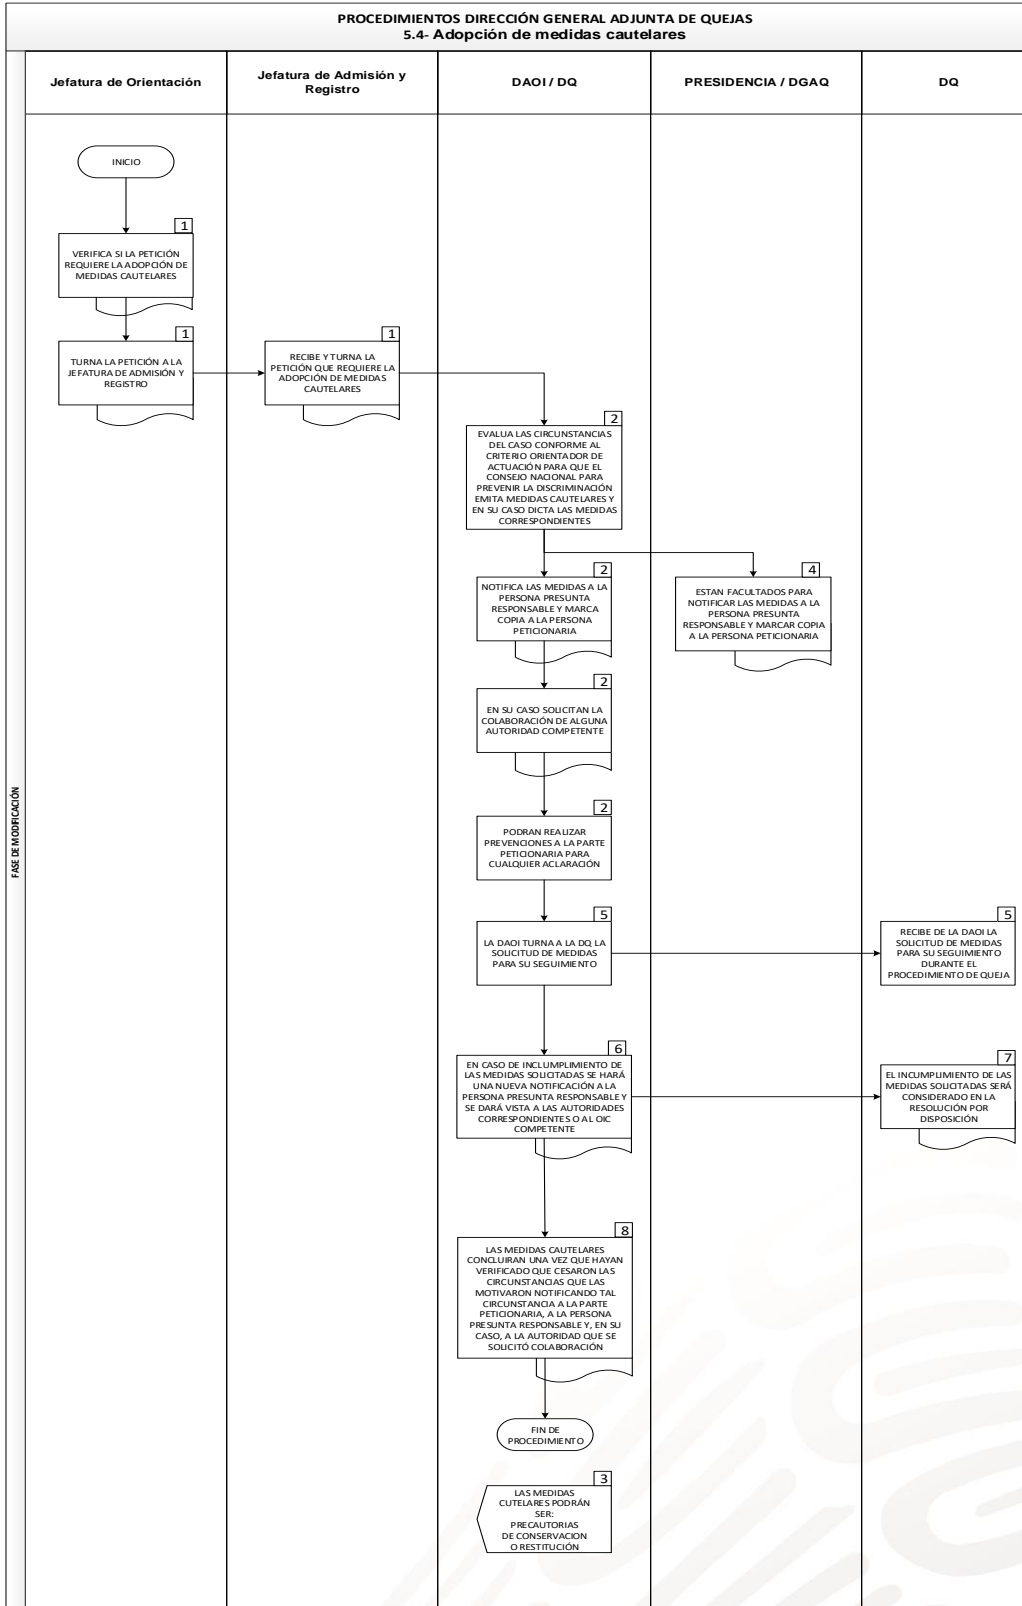 PROCEDIMIENTOS DIRECCIÓN GENERAL ADJUNTA DE QUEJAS
5.4- Adopción de medidas cautelares
Jefatura de Orientación
Jefatura de Admisión y
Registro
DAOI / DQ
PRESIDENCIA / DGAQ
DQ
FASE DE MODIFICACIÓN
INICIO
1
VERIFICA SI LA PETICIÓN
REQUIERE LA ADOPCIÓN DE
MEDIDAS CAUTELARES
1
TURNA LA PETICIÓN A LA
JEFATURA DE ADMISIÓN Y
REGISTRO
1
RECIBE Y TURNA LA
PETICIÓN QUE REQUIERE LA
ADOPCIÓN DE MEDIDAS
CAUTELARES
2
EVALUA LAS CIRCUNSTANCIAS
DEL CASO CONFORME AL
CRITERIO ORIENTADOR DE
ACTUACIÓN PARA QUE EL
CONSEJO NACIONAL PARA
PREVENIR LA DISCRIMINACIÓN
EMITA MEDIDAS CAUTELARES Y
EN SU CASO DICTA LAS MEDIDAS
CORRESPONDIENTES
2
NOTIFICA LAS MEDIDAS A LA
PERSONA PRESUNTA
RESPONSABLE Y MARCA
COPIA A LA PERSONA
PETICIONARIA
4
ESTAN FACULTADOS PARA
NOTIFICAR LAS MEDIDAS A LA
PERSONA PRESUNTA
RESPONSABLE Y MARCAR COPIA
A LA PERSONA PETICIONARIA
2
EN SU CASO SOLICITAN LA
COLABORACIÓN DE ALGUNA
AUTORIDAD COMPETENTE
2
PODRAN REALIZAR
PREVENCIONES A LA PARTE
PETICIONARIA PARA
CUALQUIER ACLARACIÓN
5
LA DAOI TURNA A LA DQ LA
SOLICITUD DE MEDIDAS
PARA SU SEGUIMIENTO
5
RECIBE DE LA DAOI LA
SOLICITUD DE MEDIDAS
PARA SU SEGUIMIENTO
DURANTE EL
PROCEDIMIENTO DE QUEJA
6
EN CASO DE INCLUMPLIMIENTO DE
LAS MEDIDAS SOLICITADAS SE HARÁ
UNA NUEVA NOTIFICACIÓN A LA
PERSONA PRESUNTA RESPONSABLE Y
SE DARÁ VISTA A LAS AUTORIDADES
CORRESPONDIENTES O AL OIC
COMPETENTE
7
EL INCUMPLIMIENTO DE LAS
MEDIDAS SOLICITADAS SERÁ
CONSIDERADO EN LA
RESOLUCIÓN POR
DISPOSICIÓN
8
LAS MEDIDAS CAUTELARES
CONCLUIRAN UNA VEZ QUE HAYAN
VERIFICADO QUE CESARON LAS
CIRCUNSTANCIAS QUE LAS
MOTIVARON NOTIFICANDO TAL
CIRCUNSTANCIA A LA PARTE
PETICIONARIA, A LA PERSONA
PRESUNTA RESPONSABLE Y, EN SU
CASO, A LA AUTORIDAD QUE SE
SOLICITÓ COLABORACIÓN
FIN DE
PROCEDIMIENTO
3
LAS MEDIDAS
CUTELARES PODRÁN
SER:
PRECAUTORIAS
DE CONSERVACION
O RESTITUCIÓN